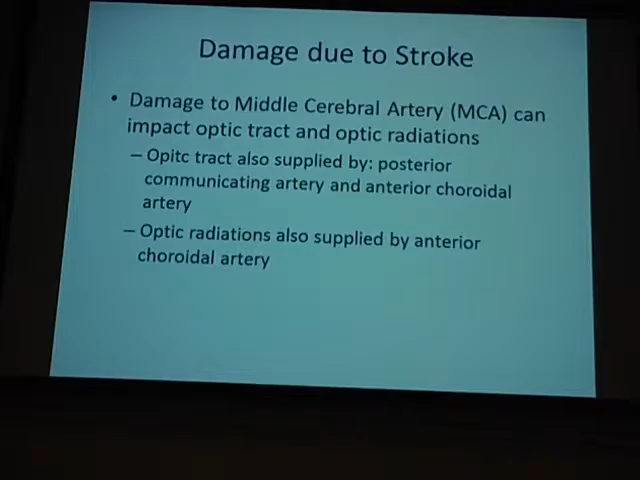 Damage due to Stroke
• Damage to Middle Cerebral Artery (MCA) can
impact optic tract and optic radiations
– Opitc tract also supplied by: posterior
communicating artery and anterior choroidal
artery
– Optic radiations also supplied by anterior
choroidal artery